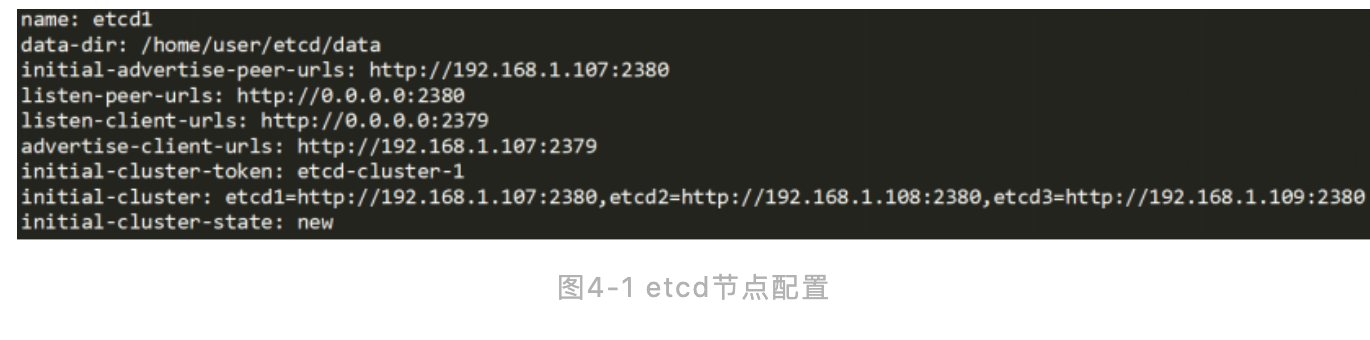 name: etcd1
data-dir: /home/user/etcd/data
initial-advertise-peer-urls: http://192.168.1.107:2380
listen-peer-urls: http://0.0.0.0:2380
listen-client-urls: http://0.0.0.0:2379
advertise-client-urls: http://192.168.1.107:2379
initial-cluster-token: etcd-cluster-1
initial-cluster: etcd1=http://192.168.1.107:2380,etcd2=http://192.168.1.108:2380,etcd3=http://192.168.1.109:2380
initial-cluster-state: new
图4-1 etcd节点配置